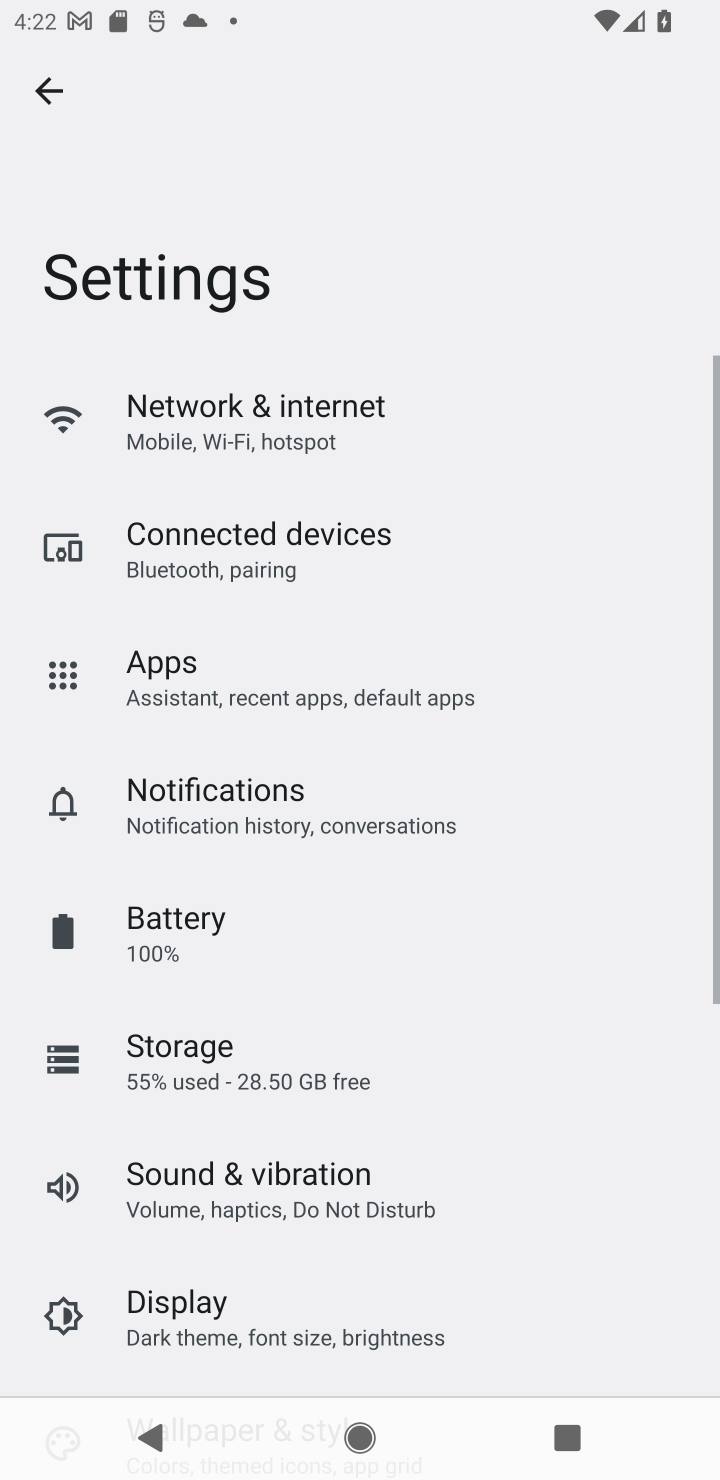 4:22
Settings
Network & internet
Mobile, Wi-Fi, hotspot
Connected devices
Bluetooth, pairing
Apps
Assistant, recent apps, default apps
Notifications
Notification history, conversations
Battery
100%
Storage
55% used - 28.50 GB free
Sound & vibration
Volume, haptics, Do Not Disturb
Display
Dark theme, font size, brightness
Wallpaper & style
Colors, themed icons, app grid